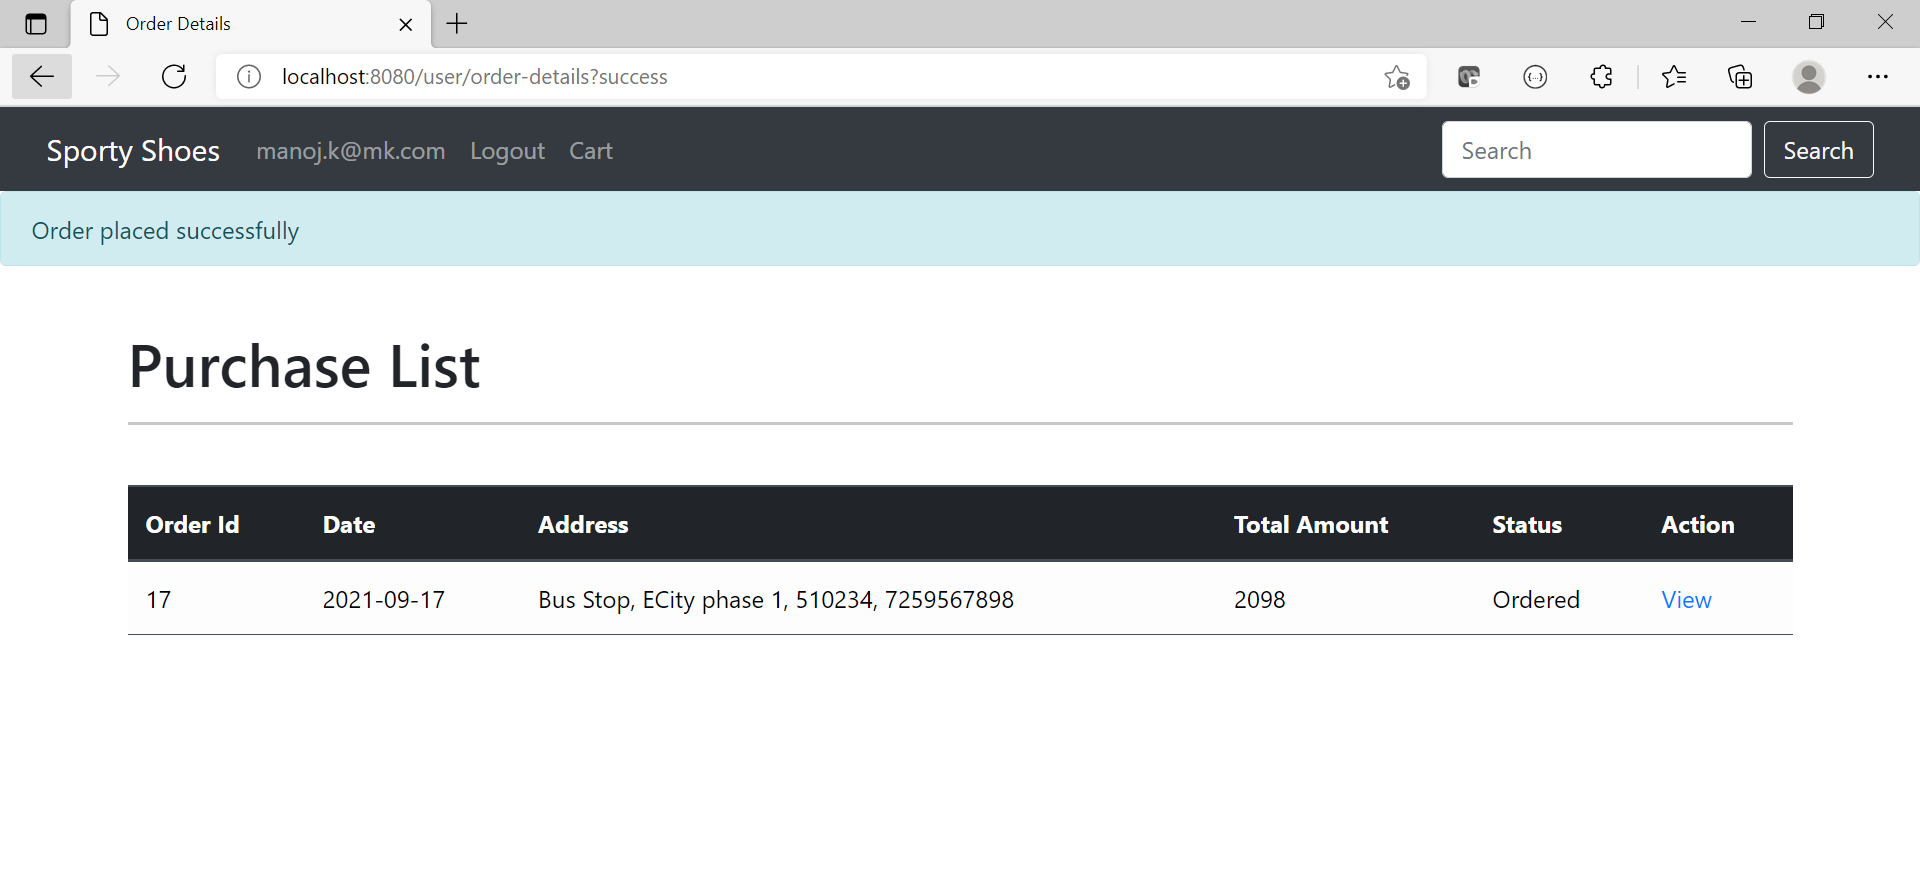 Order Details
localhost:8080/user/order-details?success
Sporty Shoes manoj.k@mk.com Logout Cart Search Search
Order placed successfully
Purchase List
Order Id Date Address Total Amount Status Action
17 2021-09-17 Bus Stop, ECity phase 1, 510234, 7259567898 2098 Ordered View